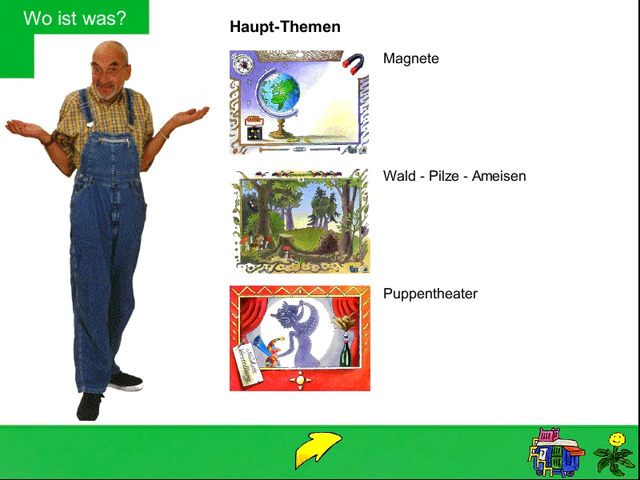 Wo ist was?
Haupt-Themen
Magnete
Wald - Pilze - Ameisen
Puppentheater